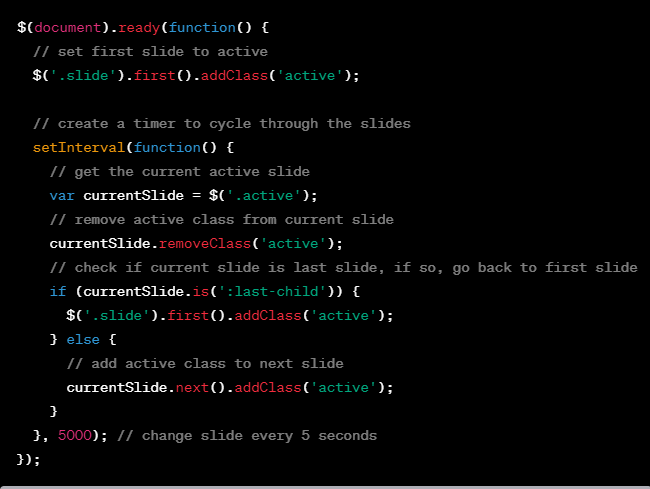 $(document).ready(function() {
// set first slide to active
$('.slide').first().addClass('active');
// create a timer to cycle through the slides
setInterval(function() {
// get the current active slide
var currentSlide = $('.active');
// remove active class from current slide
currentSlide.removeClass('active');
// check if current slide is last slide, if so, go back to first slide
if (currentSlide.is(':last-child')) {
$('.slide').first().addClass('active');
} else {
// add active class to next slide
currentSlide.next().addClass('active');
}
}, 5000); // change slide every 5 seconds
});